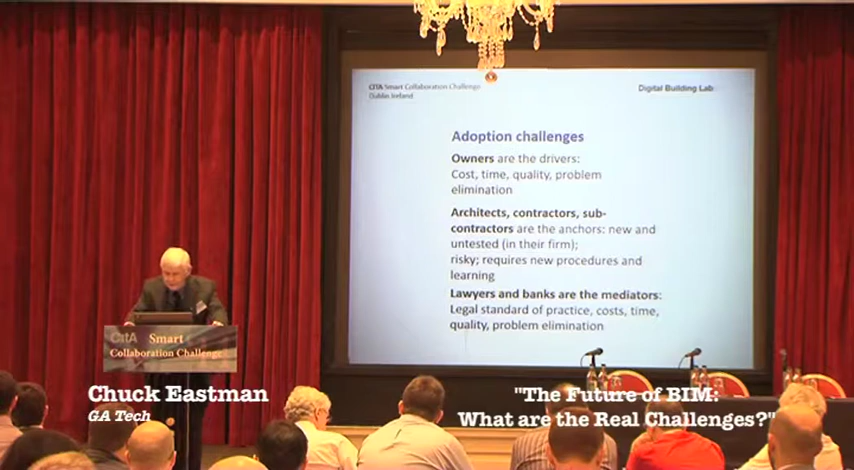 CITA Smart Collaboration Challenge
Dublin, Ireland
Digital Building Lab
Adoption challenges
Owners are the drivers:
Cost, time, quality, problem
elimination
Architects, contractors, sub-
contractors are the anchors: new and
untested (in their firm);
risky; requires new procedures and
learning
Lawyers and banks are the mediators:
Legal standard of practice, costs, time,
quality, problem elimination
CitA Smart
Collaboration Challenge
Chuck Eastman
GA Tech
"The Future of BIM:
What are the Real Challenges?"